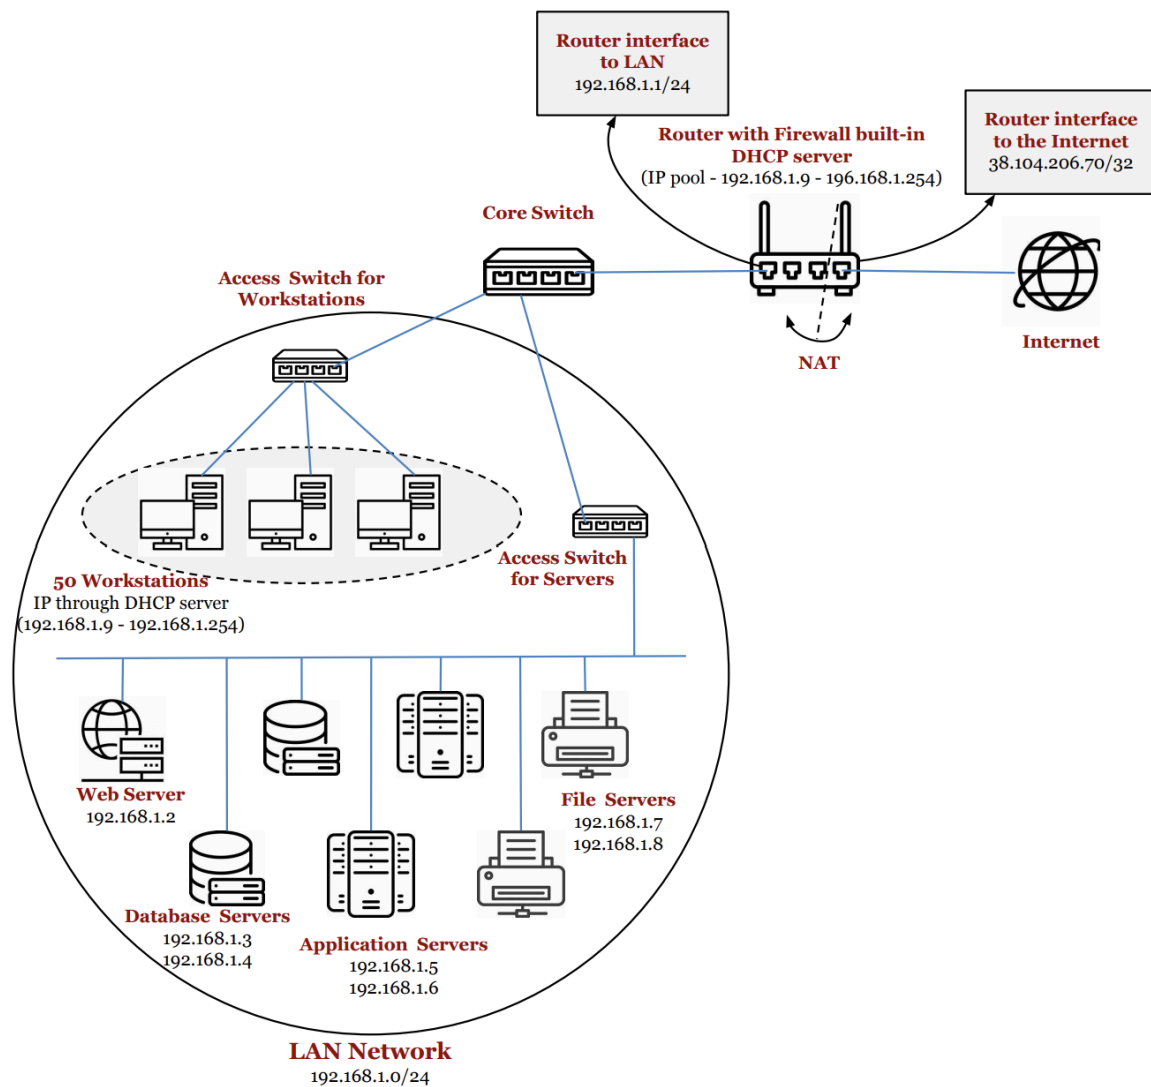 Router interface
to LAN
192.168.1.1/24
Router interface
to the Internet
38.104.206.70/32
Router with Firewall built-in
DHCP server
(IP pool - 192.168.1.9 - 196.168.1.254)
Core Switch
Access Switch for
Workstations
NAT
Internet
50 Workstations
IP through DHCP server
(192.168.1.9 - 192.168.1.254)
Access Switch
for Servers
Web Server
192.168.1.2
File Servers
192.168.1.7
192.168.1.8
Database Servers
192.168.1.3
192.168.1.4
Application Servers
192.168.1.5
192.168.1.6
LAN Network
192.168.1.0/24